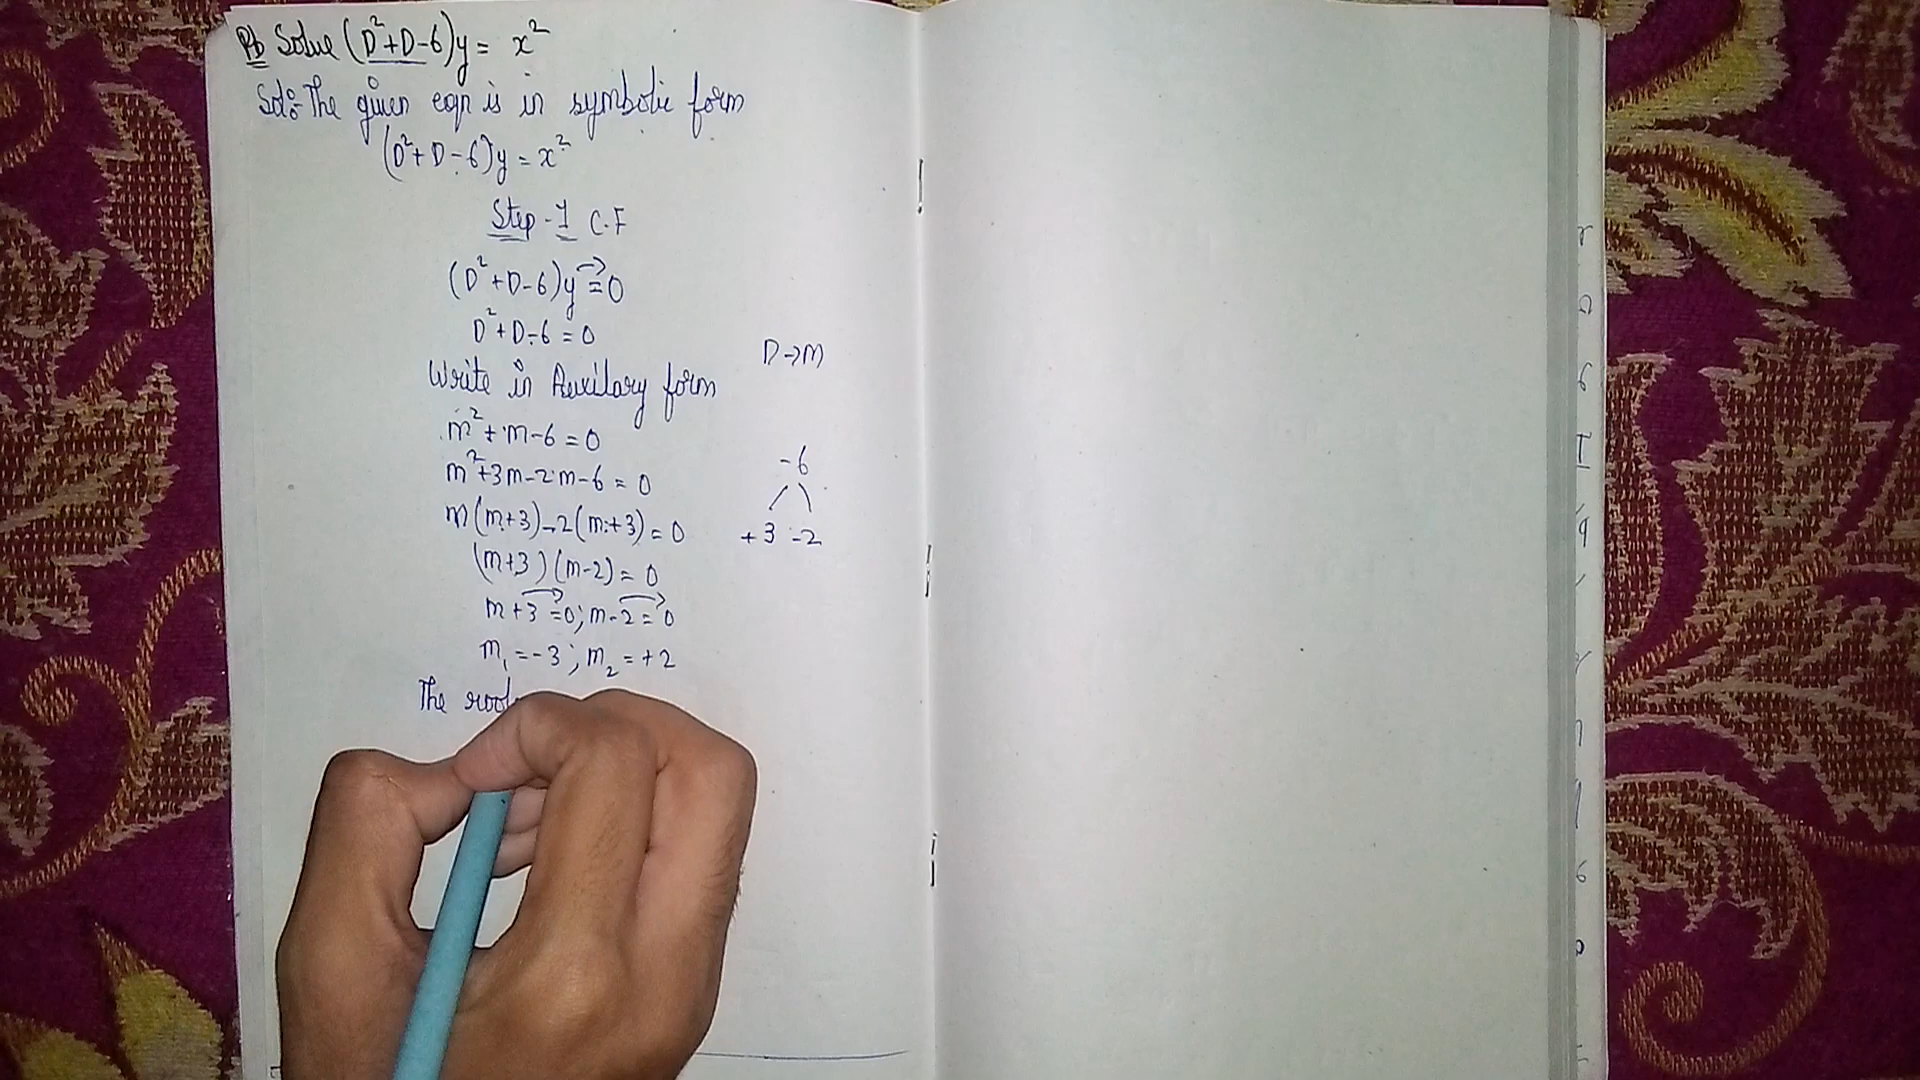 Pb Solve (D²+D-6)y = x²
Sol:- The given eqn is in symbolic form
(D²+D-6)y = x²
Step-1 C.F
(D²+D-6)y = 0
D²+D-6 = 0
D→M
Write in Auxilary form
m²+m-6 = 0
-6
m²+3m-2m-6 = 0
m(m+3)-2(m+3) = 0
+3 -2
(m+3)(m-2) = 0
m+3 = 0; m-2 = 0
m₁ = -3; m₂ = +2
The